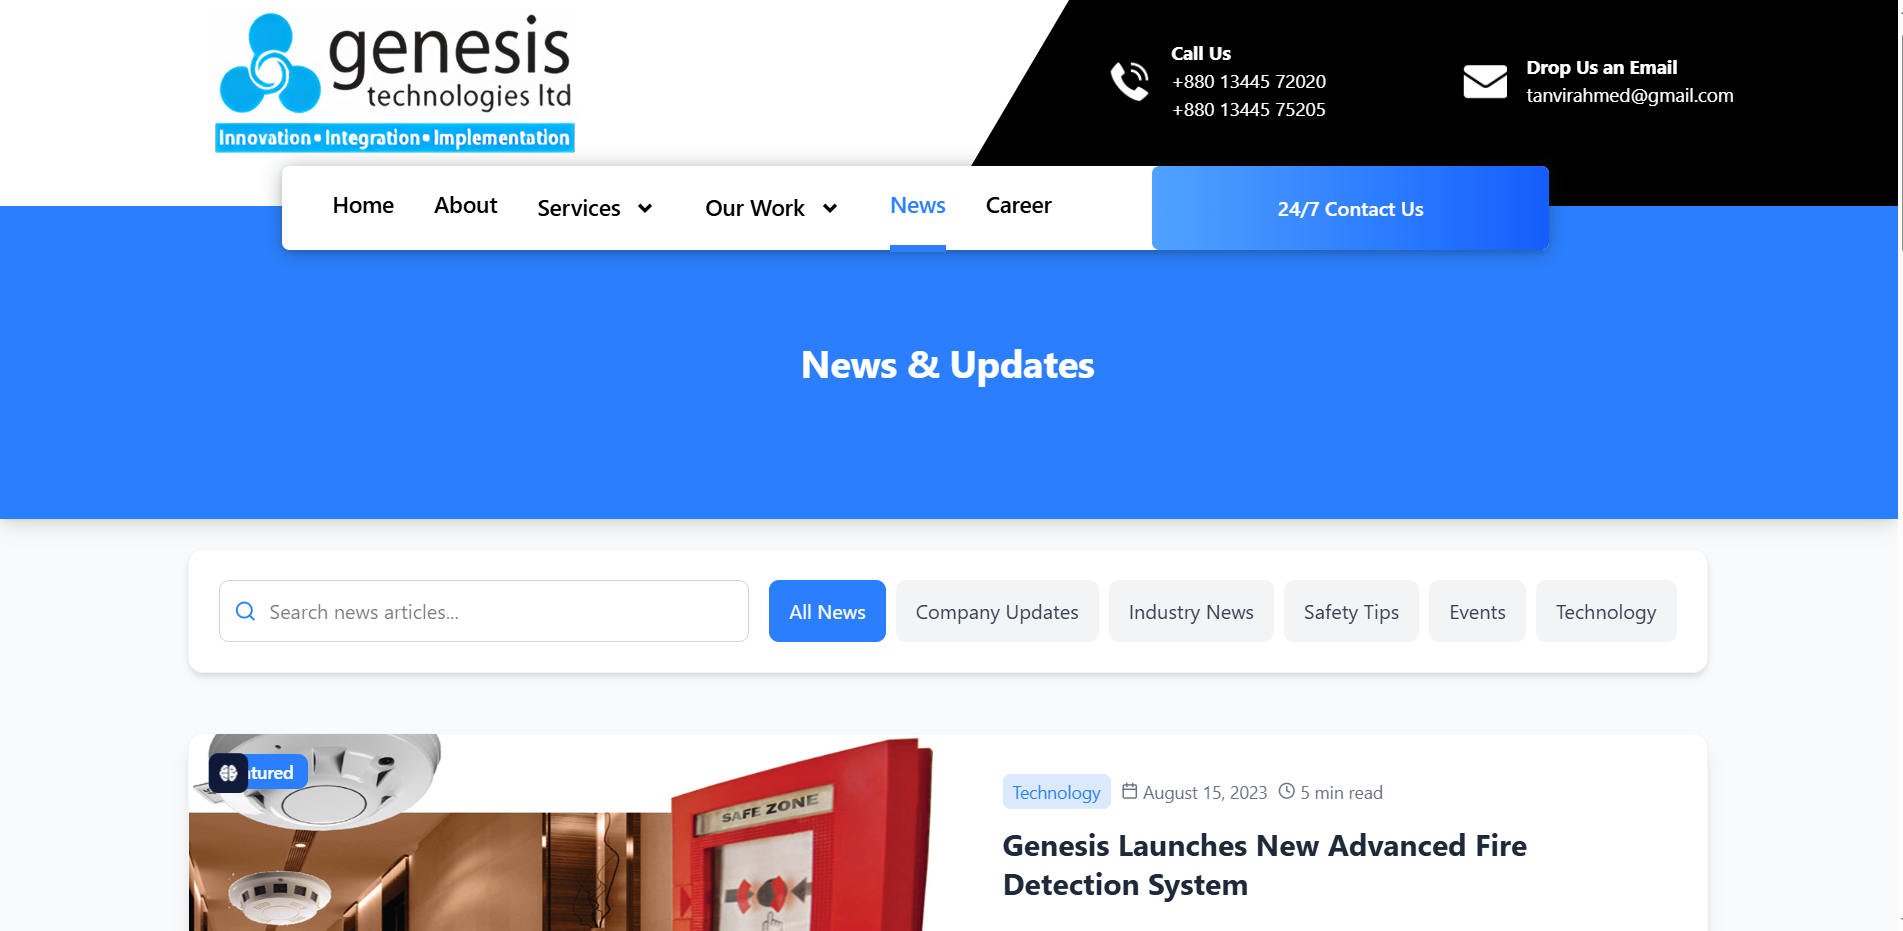 genesis
technologies ltd
Innovation • Integration • Implementation
Call Us
+880 13445 72020
+880 13445 75205
Drop Us an Email
tanvirahmed@gmail.com
Home About Services Our Work News Career 24/7 Contact Us
News & Updates
Search news articles...
All News Company Updates Industry News Safety Tips Events Technology
tured
SAFE ZONE
Technology August 15, 2023 5 min read
Genesis Launches New Advanced Fire
Detection System